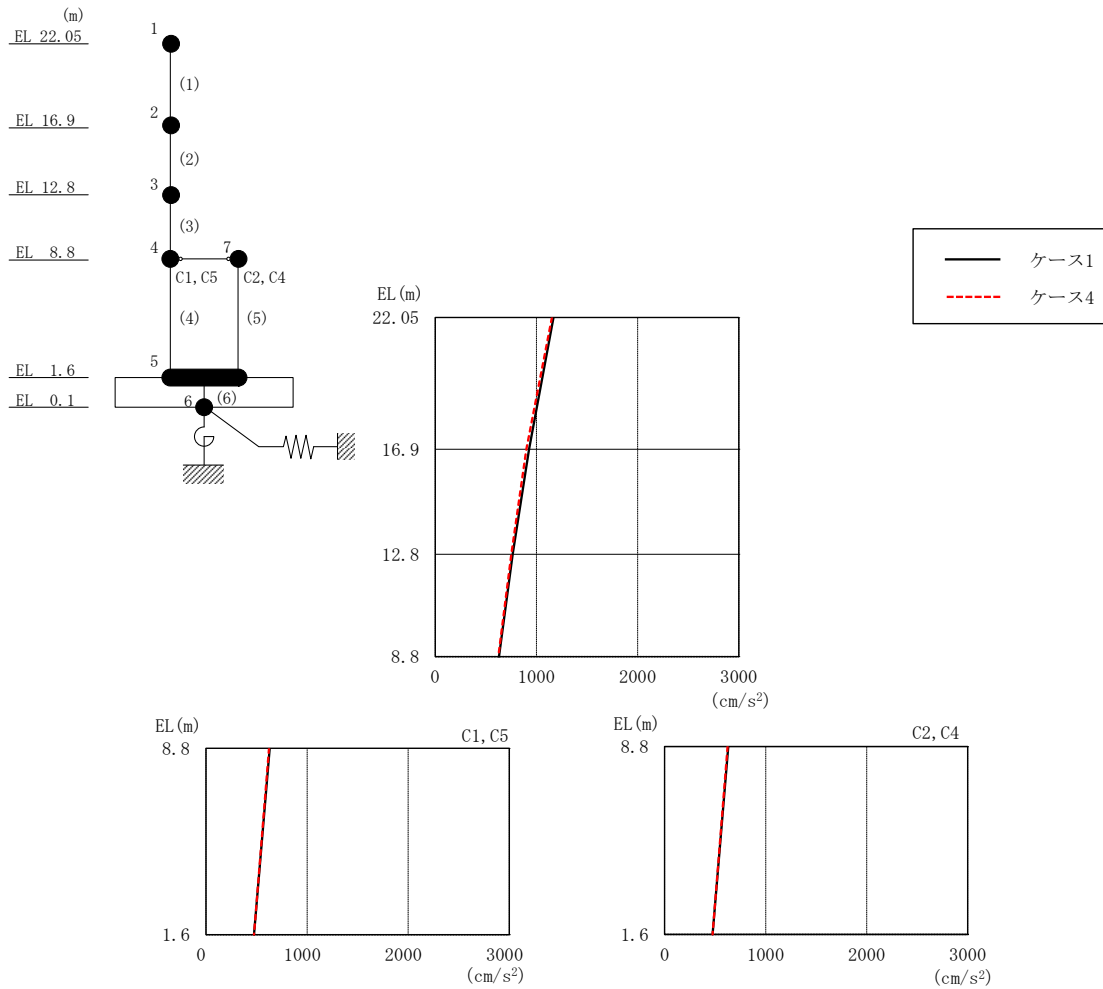 (m)
EL 22.05
1
(1)
EL 16.9
2
(2)
EL 12.8
3
(3)
EL 8.8
4
7
C1,C5
C2,C4
(4)
(5)
EL 1.6
5
EL 0.1
6
(6)
ケース1
ケース4
EL(m)
22.05
16.9
12.8
8.8
0 1000 2000 3000
(cm/s²)
EL(m)
C1,C5
8.8
1.6
0 1000 2000 3000
(cm/s²)
EL(m)
C2,C4
8.8
1.6
0 1000 2000 3000
(cm/s²)